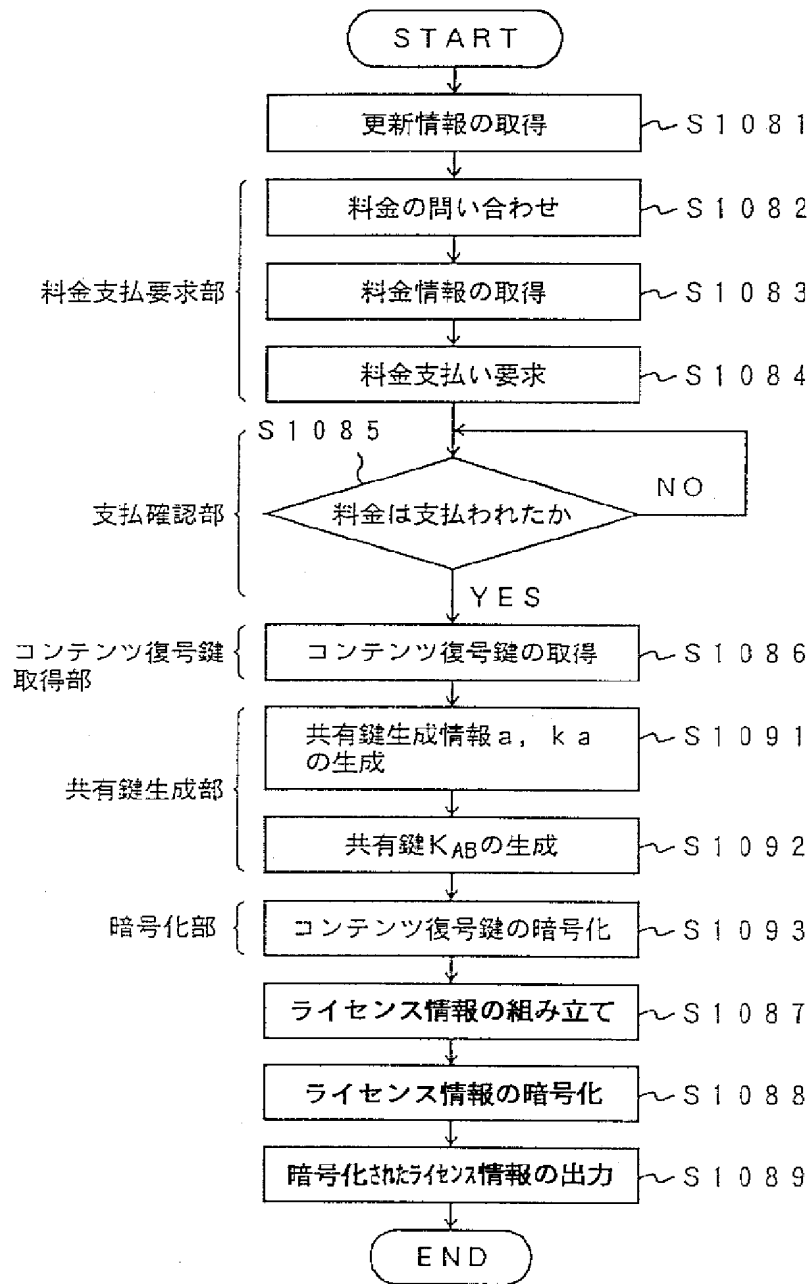 START
更新情報の取得
S1081
料金の問い合わせ
S1082
料金支払要求部
料金情報の取得
S1083
料金支払い要求
S1084
S1085
支払確認部
料金は支払われたか
NO
YES
コンテンツ復号鍵
取得部
コンテンツ復号鍵の取得
S1086
共有鍵生成部
共有鍵生成情報a, ka
の生成
S1091
共有鍵KABの生成
S1092
暗号化部
コンテンツ復号鍵の暗号化
S1093
ライセンス情報の組み立て
S1087
ライセンス情報の暗号化
S1088
暗号化されたライセンス情報の出力
S1089
END